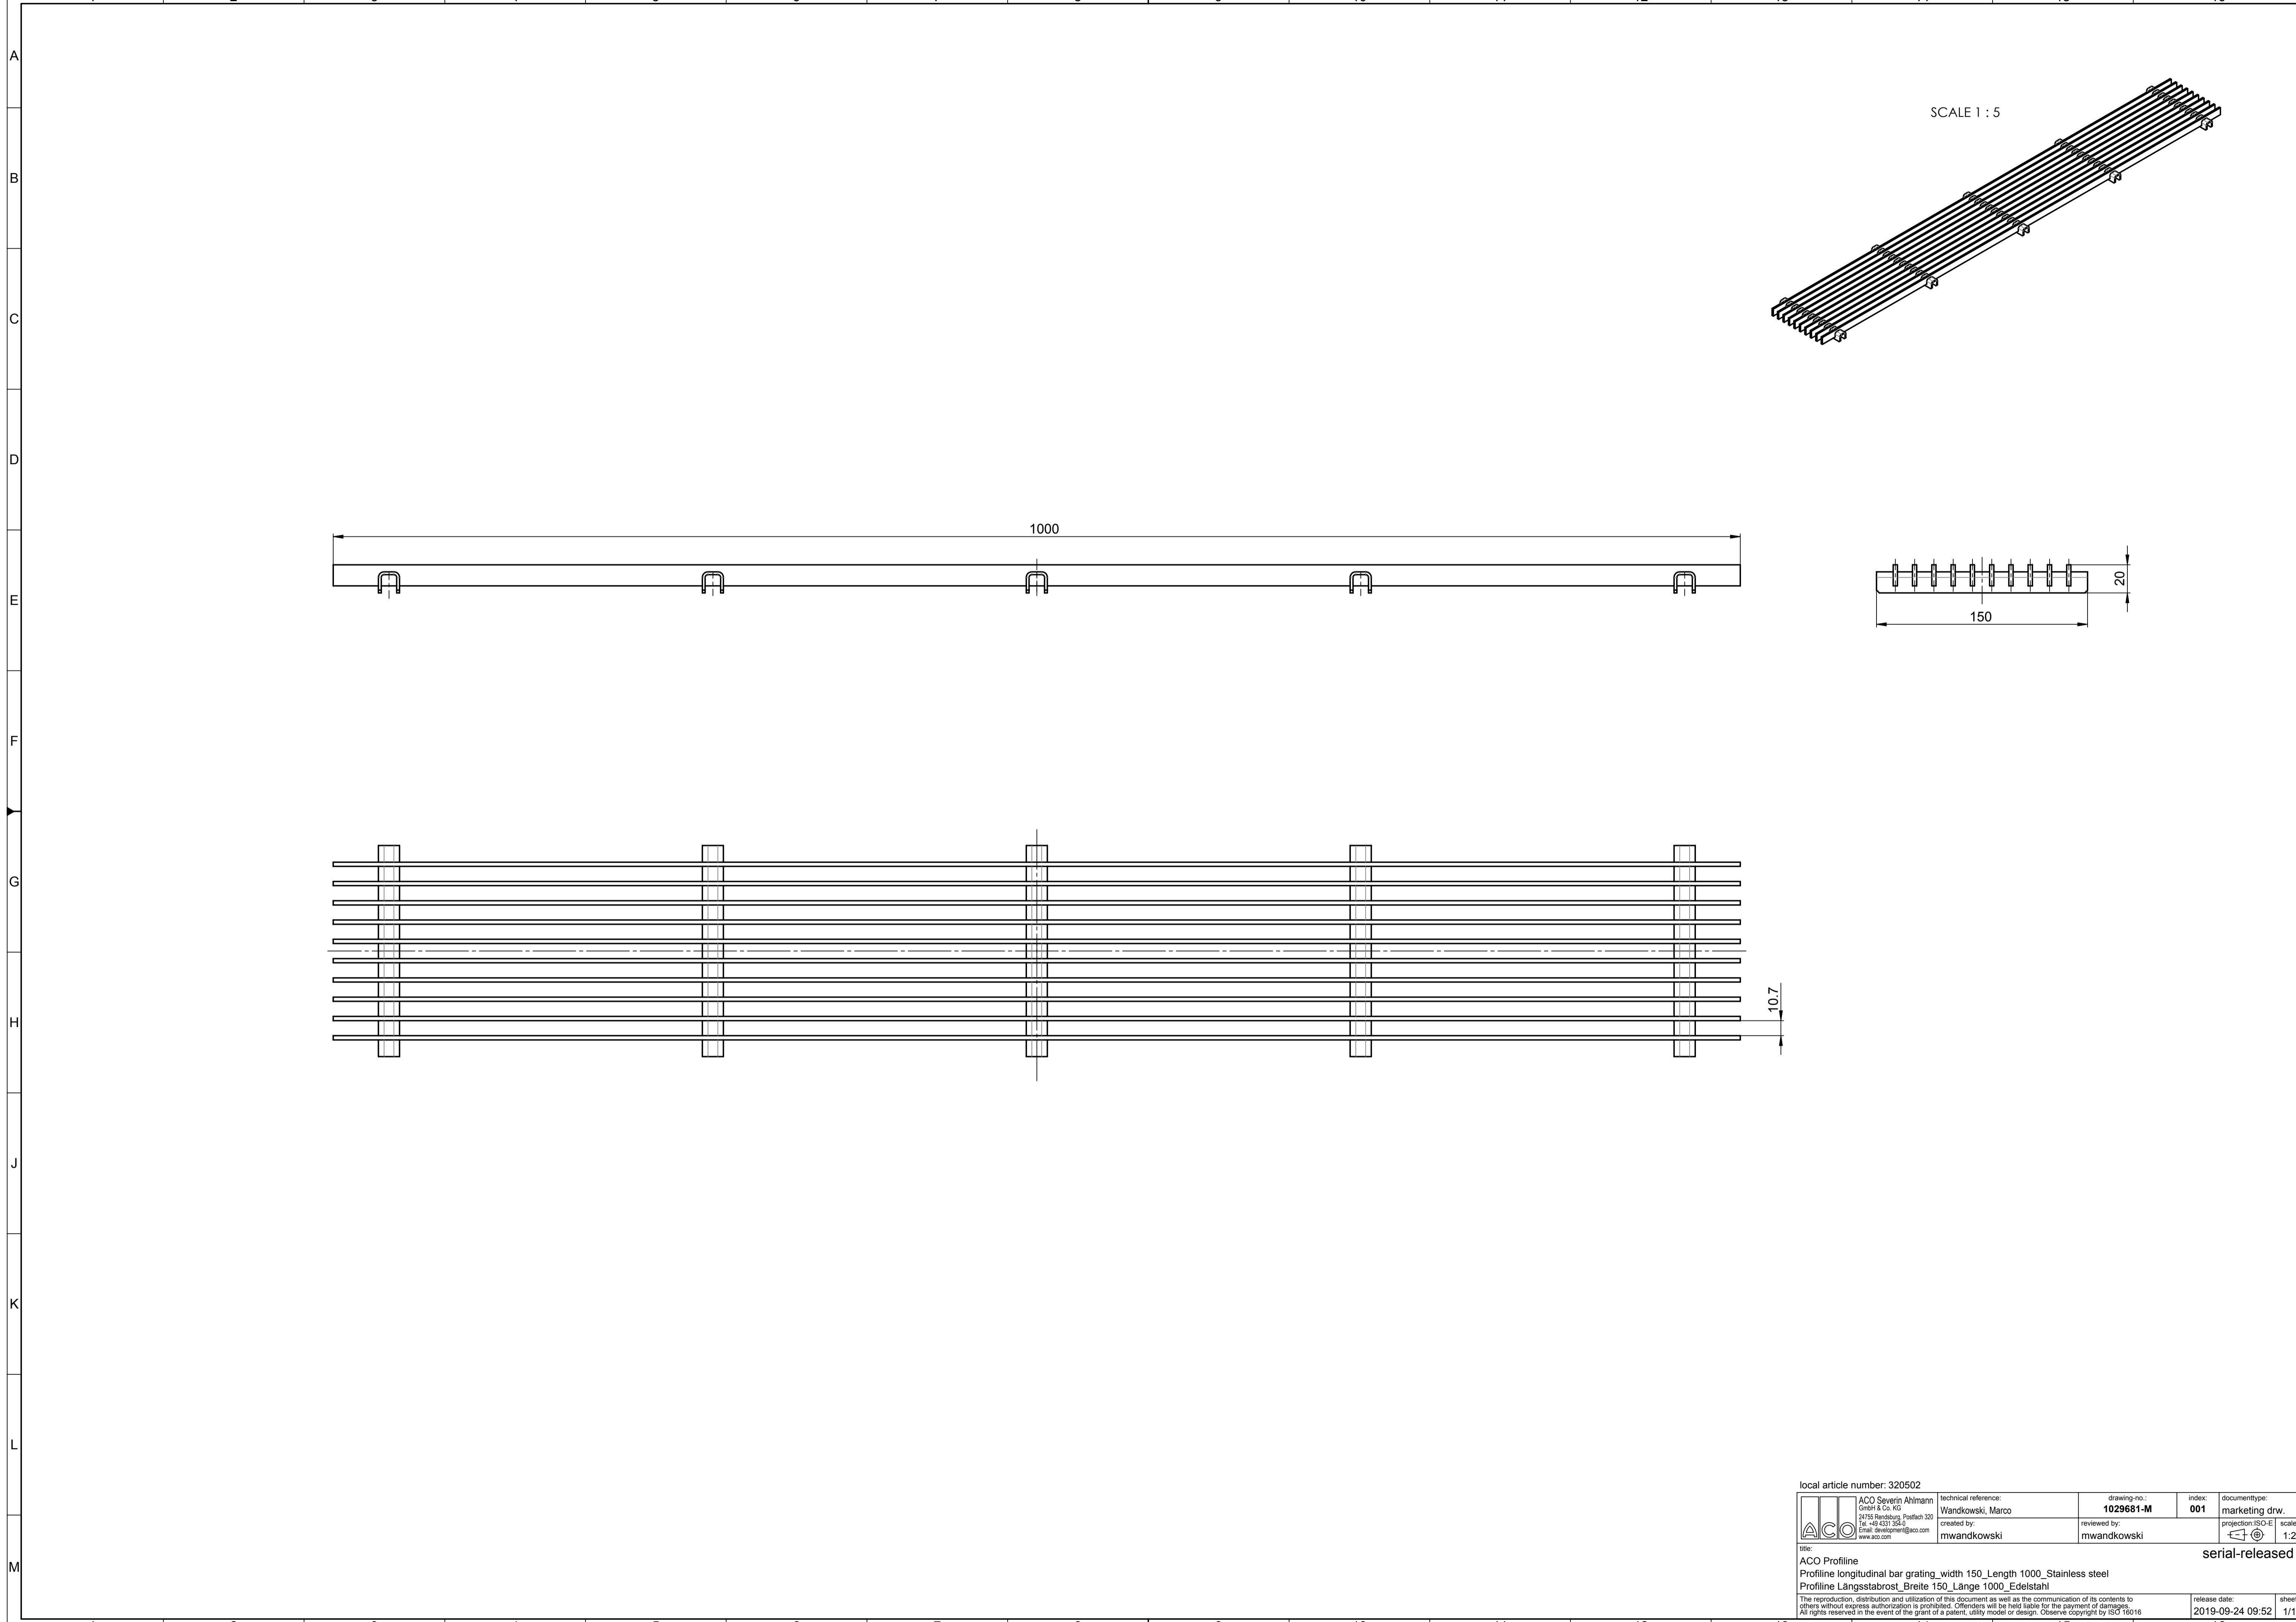 A
SCALE 1 : 5
B
C
D
1000
E
20
150
F
G
10.7
H
J
K
L
M
local article number: 320502
ACO
ACO Severin Ahlmann
GmbH & Co. KG
24755 Rendsburg, Postfach 320
Tel. +49 4331 354-0
Email: development@aco.com
www.aco.com
technical reference:
Wandkowski, Marco
drawing-no.:
1029681-M
index:
001
documenttype:
marketing drw.
created by:
mwandkowski
reviewed by:
mwandkowski
projection:ISO-E
scale
1:2
title:
serial-released
ACO Profiline
Profiline longitudinal bar grating_width 150_Length 1000_Stainless steel
Profiline Längsstabrost_Breite 150_Länge 1000_Edelstahl
The reproduction, distribution and utilization of this document as well as the communication of its contents to
others without express authorization is prohibited. Offenders will be held liable for the payment of damages.
All rights reserved in the event of the grant of a patent, utility model or design. Observe copyright by ISO 16016
release date:
2019-09-24 09:52
1/1